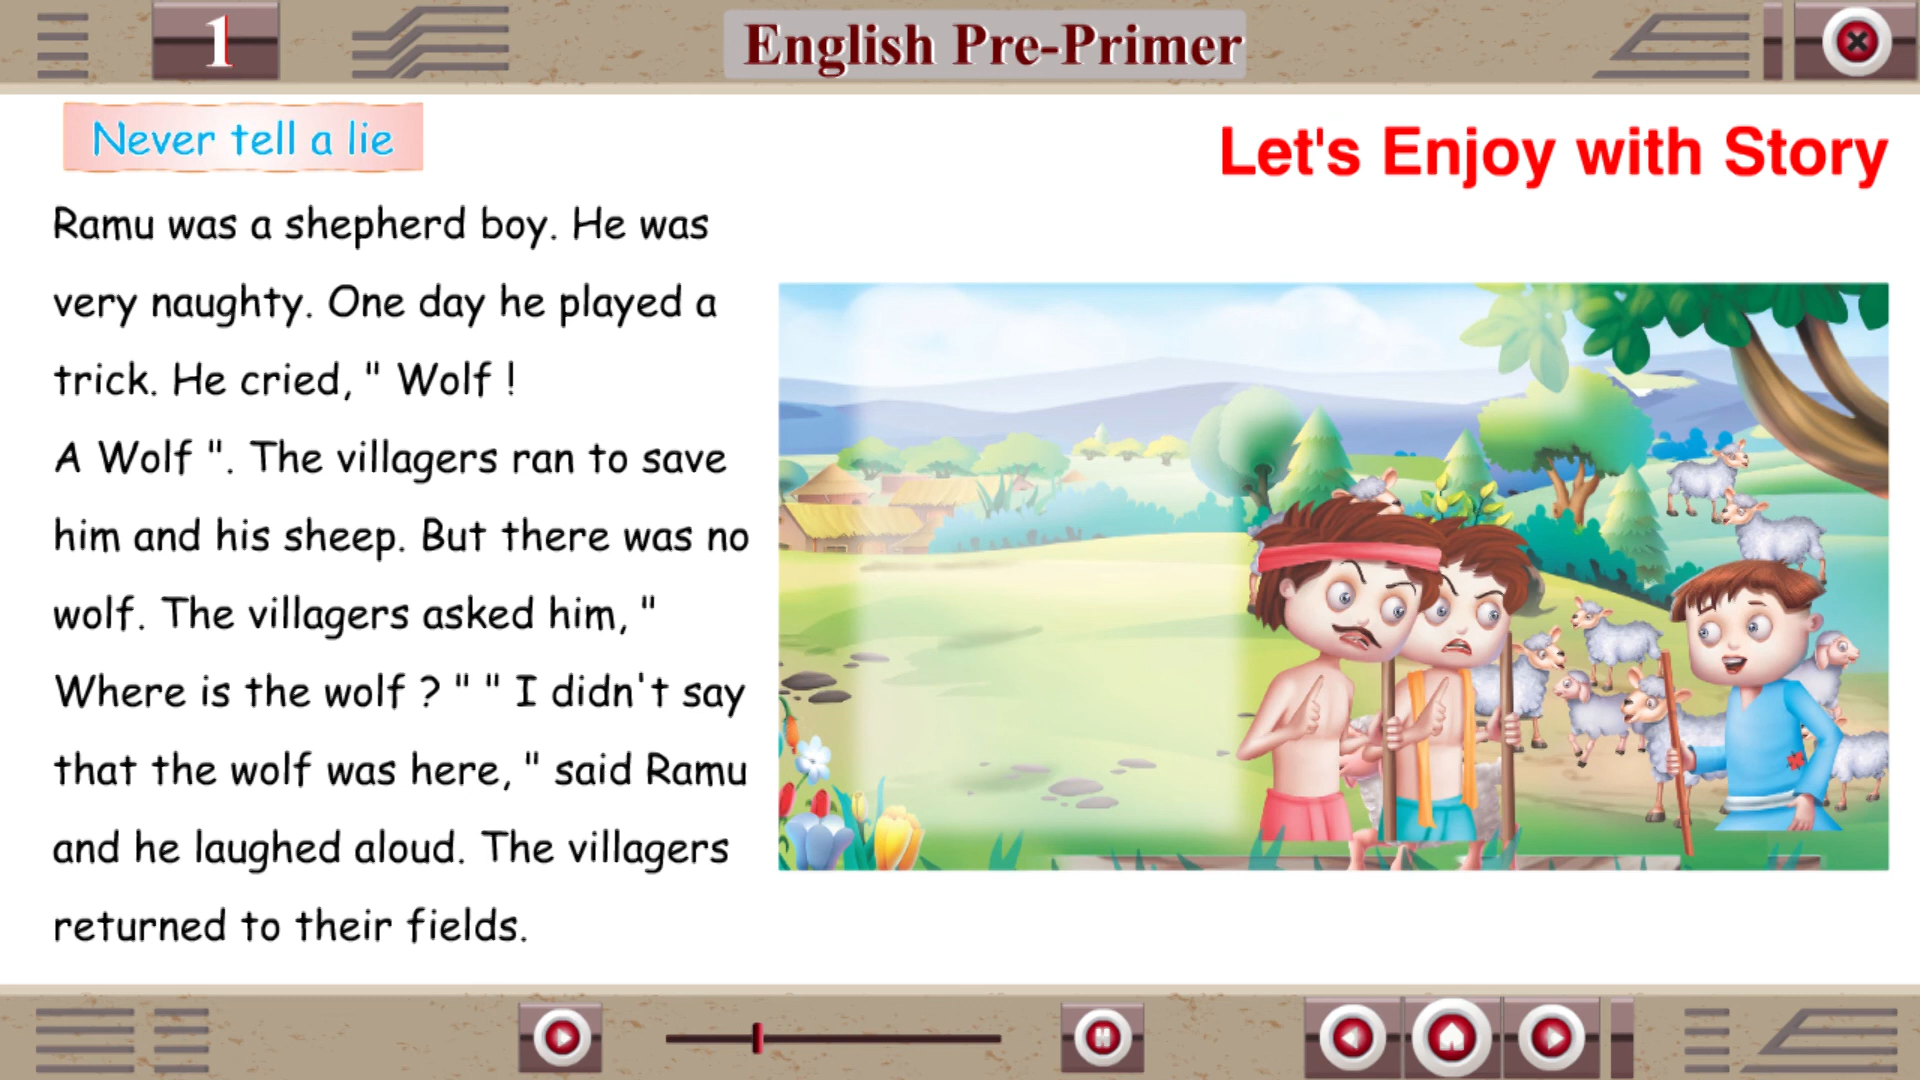 1
English Pre-Primer
Never tell a lie
Let's Enjoy with Story
Ramu was a shepherd boy. He was
very naughty. One day he played a
trick. He cried, " Wolf !
A Wolf ". The villagers ran to save
him and his sheep. But there was no
wolf. The villagers asked him, "
Where is the wolf ? " " I didn't say
that the wolf was here, " said Ramu
and he laughed aloud. The villagers
returned to their fields.